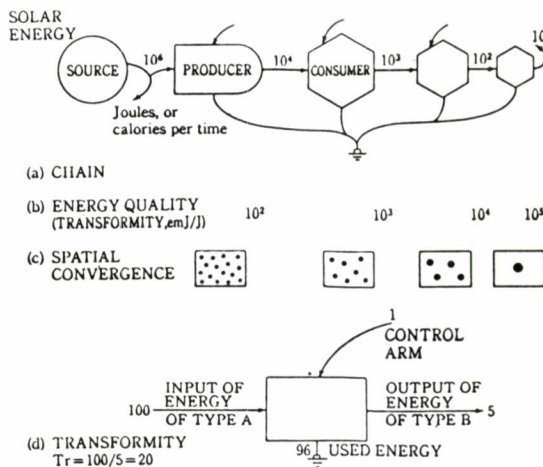 SOLAR
ENERGY
SOURCE
10⁶
PRODUCER
10⁴
CONSUMER
10³
10²
10
Joules, or
calories per time
(a) CHAIN
(b) ENERGY QUALITY
(TRANSFORMITY, emJ/J)
10² 10³ 10⁴ 10⁵
(c) SPATIAL
CONVERGENCE
1
CONTROL
ARM
100
INPUT OF
ENERGY
OF TYPE A
OUTPUT OF
ENERGY
OF TYPE B
5
96 USED ENERGY
(d) TRANSFORMITY
Tr=100/5=20